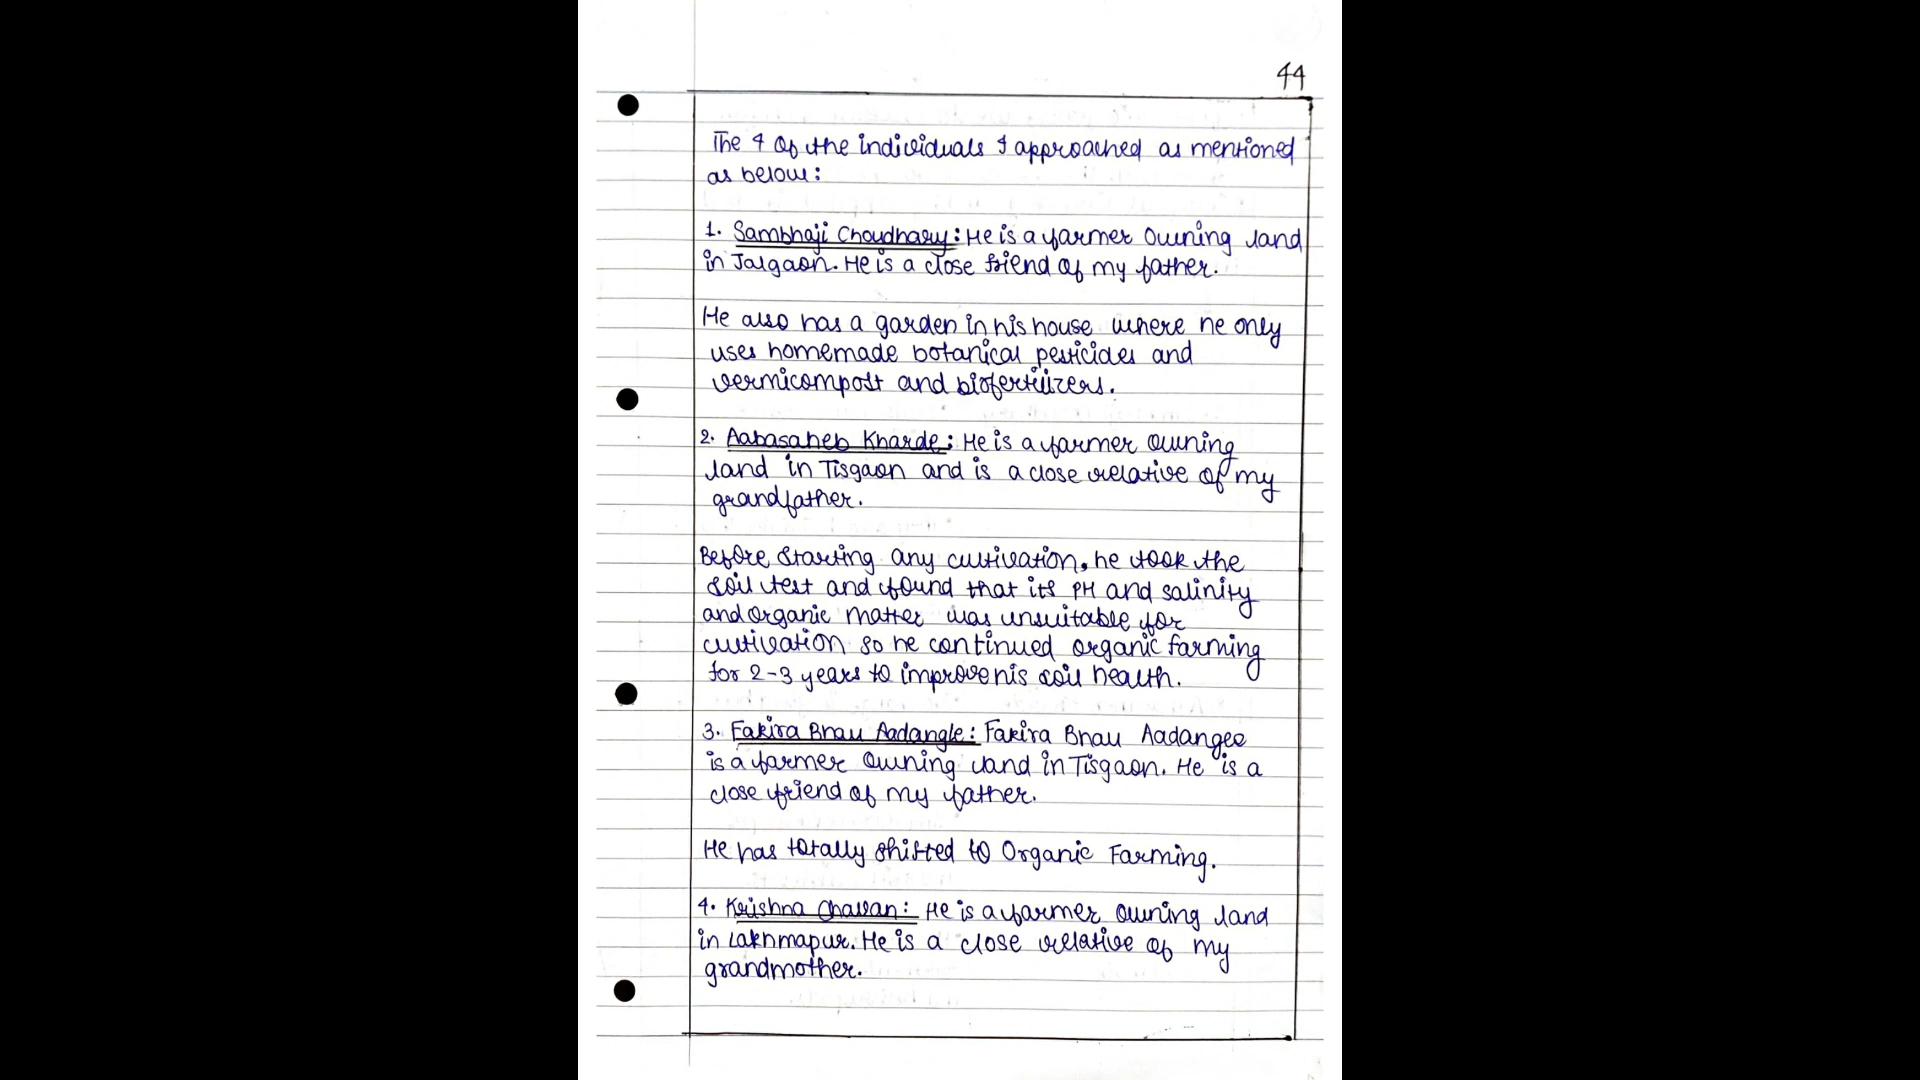 44
The 4 of the individuals I approached as mentioned
as below:
1. Sambhaji Choudhary: He is a farmer owning land
in Jalgaon. He is a close friend of my father.
He also has a garden in his house where he only
uses homemade botanical pesticides and
vermicompost and biofertilizers.
2. Aabasaheb Kharde: He is a farmer owning
land in Tisgaon and is a close relative of my
grandfather.
Before starting any cultivation, he took the
soil test and found that its PH and salinity
and organic matter was unsuitable for
cultivation so he continued organic farming
for 2-3 years to improve his soil health.
3. Fakira Bhau Aadangle: Fakira Bhau Aadangee
is a farmer owning land in Tisgaon. He is a
close friend of my father.
He has totally shifted to Organic Farming.
4. Krishna Chavan: He is a farmer owning land
in Lakhmapur. He is a close relative of my
grandmother.